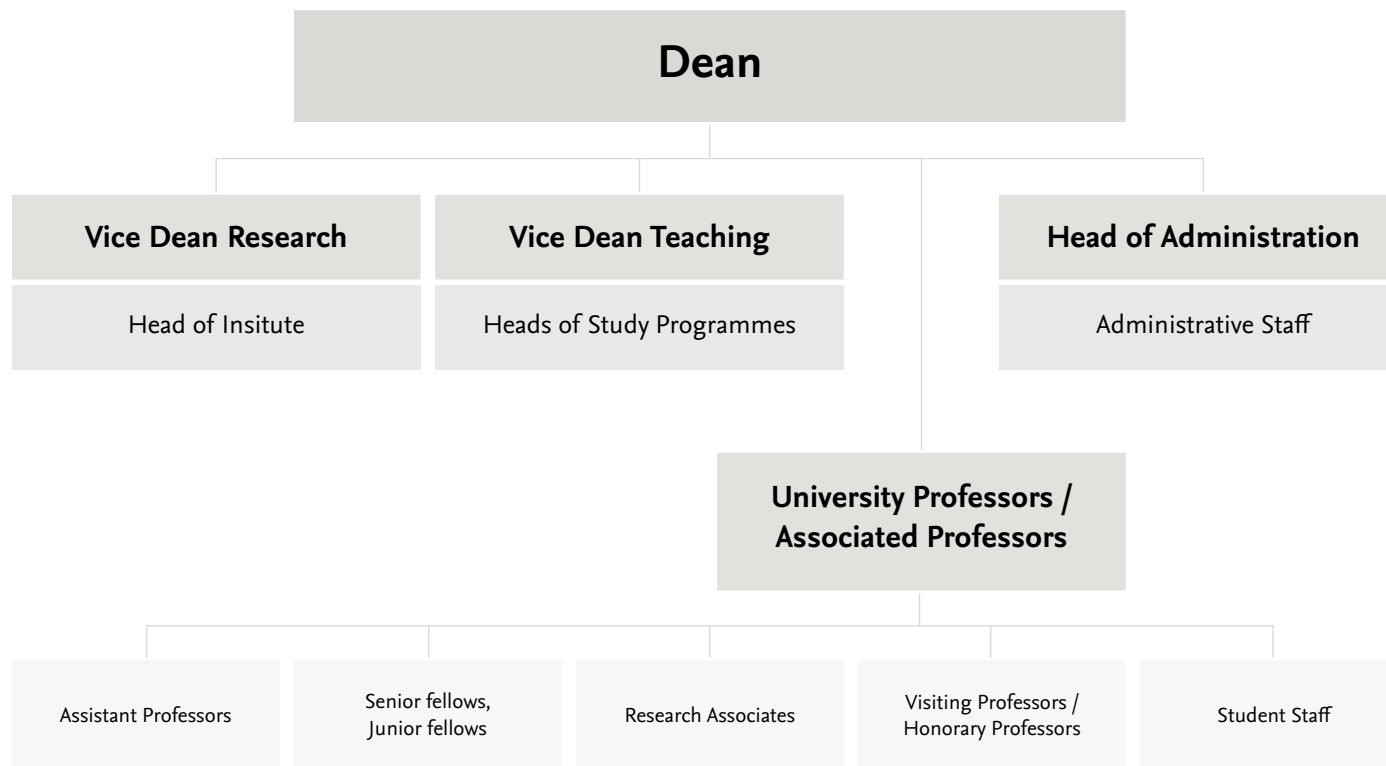 Dean
Vice Dean Research
Vice Dean Teaching
Head of Administration
Head of Insitute
Heads of Study Programmes
Administrative Staff
University Professors /
Associated Professors
Assistant Professors
Senior fellows,
Junior fellows
Research Associates
Visiting Professors /
Honorary Professors
Student Staff